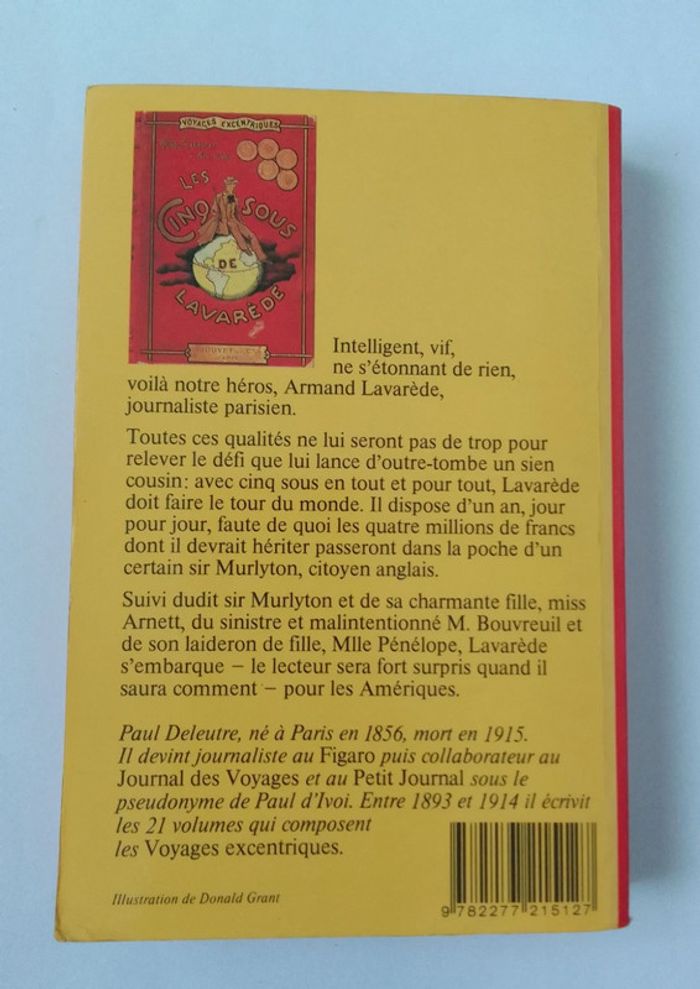 VOYAGES EXCENTRIQUES
LES
CINQ SOUS
DE
LAVARÈDE
Intelligent, vif,
ne s'étonnant de rien,
voilà notre héros, Armand Lavarède,
journaliste parisien.
Toutes ces qualités ne lui seront pas de trop pour
relever le défi que lui lance d'outre-tombe un sien
cousin: avec cinq sous en tout et pour tout, Lavarède
doit faire le tour du monde. Il dispose d'un an, jour
pour jour, faute de quoi les quatre millions de francs
dont il devrait hériter passeront dans la poche d'un
certain sir Murlyton, citoyen anglais.
Suivi dudit sir Murlyton et de sa charmante fille, miss
Arnett, du sinistre et malintentionné M. Bouvreuil et
de son laideron de fille, Mlle Pénélope, Lavarède
s'embarque – le lecteur sera fort surpris quand il
saura comment – pour les Amériques.
Paul Deleutre, né à Paris en 1856, mort en 1915.
Il devint journaliste au Figaro puis collaborateur au
Journal des Voyages et au Petit Journal sous le
pseudonyme de Paul d'Ivoi. Entre 1893 et 1914 il écrivit
les 21 volumes qui composent
les Voyages excentriques.
Illustration de Donald Grant
9 782277 215127